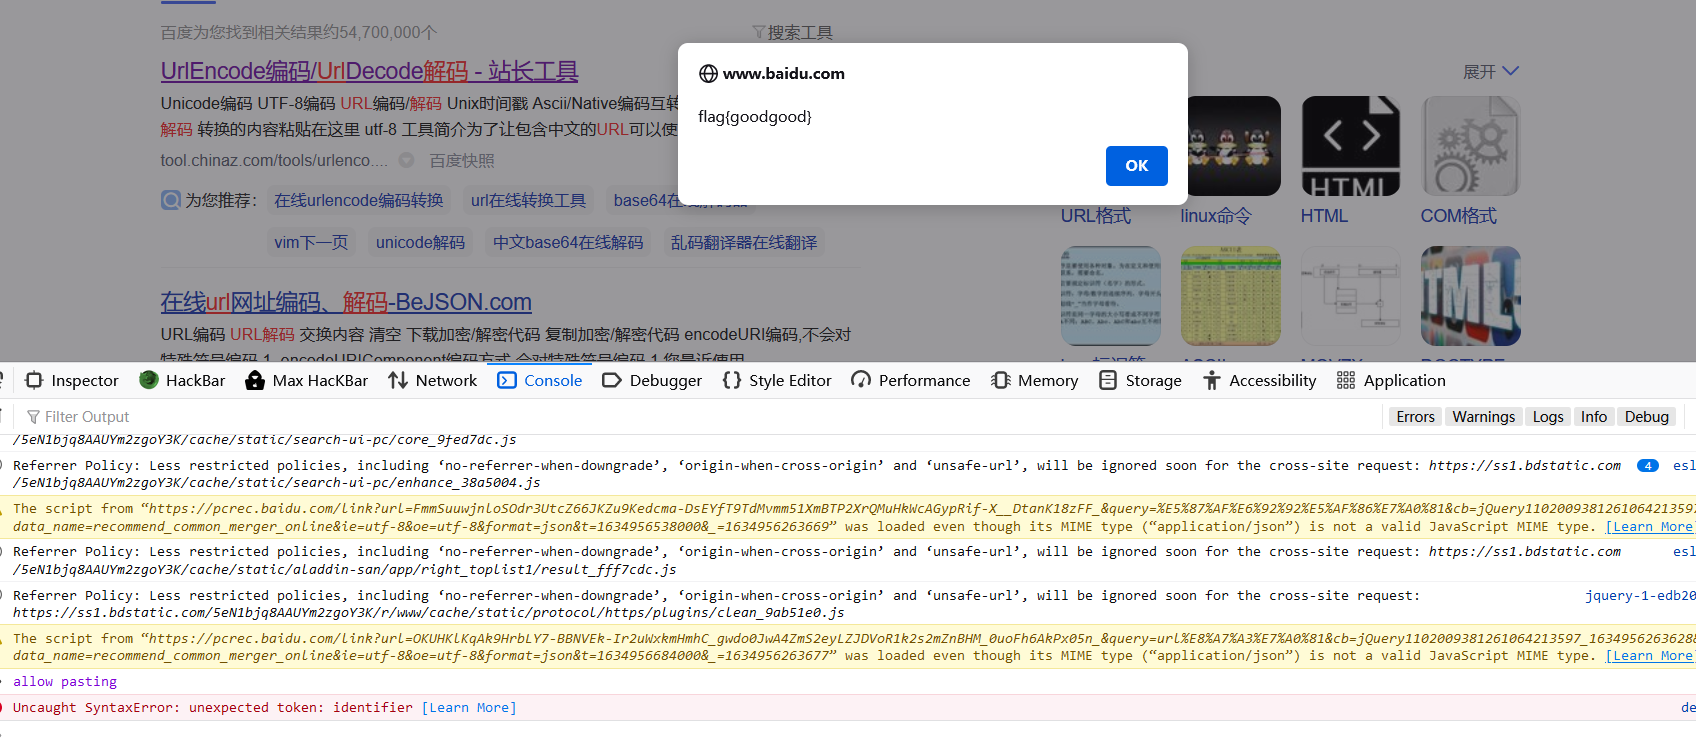 百度为您找到相关结果约54,700,000个
搜索工具
UrlEncode编码/UrlDecode解码 - 站长工具
Unicode编码 UTF-8编码 URL编码/解码 Unix时间戳 Ascii/Native编码互转
解码 转换的内容粘贴在这里 utf-8 工具简介为了让包含中文的URL可以使
tool.chinaz.com/tools/urlenco....
百度快照
为您推荐:
在线urlencode编码转换
url在线转换工具
vim下一页
unicode解码
中文base64在线解码
乱码翻译器在线翻译
在线url网址编码、解码-BeJSON.com
URL编码 URL解码 交换内容 清空 下载加密/解密代码 复制加密/解密代码 encodeURI编码,不会对
www.baidu.com
flag{goodgood}
OK
展开
HTML
URL格式
linux命令
HTML
COM格式
Inspector
HackBar
Max HacKBar
Network
Console
Debugger
Style Editor
Performance
Memory
Storage
Accessibility
Application
Filter Output
Errors
Warnings
Logs
Info
Debug
/5eN1bjq8AAUYm2zgoY3K/cache/static/search-ui-pc/core_9fed7dc.js
Referrer Policy: Less restricted policies, including ‘no-referrer-when-downgrade’, ‘origin-when-cross-origin’ and ‘unsafe-url’, will be ignored soon for the cross-site request: https://ss1.bdstatic.com 4 esl
/5eN1bjq8AAUYm2zgoY3K/cache/static/search-ui-pc/enhance_38a5004.js
The script from “https://pcrec.baidu.com/link?url=FmmSuuwjnloSOdr3UtcZ66JKZu9Kedcma-DsEYfT9TdMvmm51XmBTP2XrQMuHkWcAGypRif-X__DtanK18zFF_&query=%E5%87%AF%E6%92%92%E5%AF%86%E7%A0%81&cb=jQuery110200938126106421359
data_name=recommend_common_merger_online&ie=utf-8&oe=utf-8&format=json&t=1634956538000&_=1634956263669” was loaded even though its MIME type (“application/json”) is not a valid JavaScript MIME type. [Learn More
Referrer Policy: Less restricted policies, including ‘no-referrer-when-downgrade’, ‘origin-when-cross-origin’ and ‘unsafe-url’, will be ignored soon for the cross-site request: https://ss1.bdstatic.com esl
/5eN1bjq8AAUYm2zgoY3K/cache/static/aladdin-san/app/right_toplist1/result_fff7cdc.js
Referrer Policy: Less restricted policies, including ‘no-referrer-when-downgrade’, ‘origin-when-cross-origin’ and ‘unsafe-url’, will be ignored soon for the cross-site request: jquery-1-edb20
https://ss1.bdstatic.com/5eN1bjq8AAUYm2zgoY3K/r/www/cache/static/protocol/https/plugins/clean_9ab51e0.js
The script from “https://pcrec.baidu.com/link?url=OKUHKlKqAk9HrbLY7-BBNVEk-Ir2uWxkmHmhC_gwdo0JwA4ZmS2eyLZJDVoR1k2s2mZnBHM_0uoFh6AkPx05n_&query=url%E8%A7%A3%E7%A0%81&cb=jQuery110200938126106421​3597_1634956263628&
data_name=recommend_common_merger_online&ie=utf-8&oe=utf-8&format=json&t=1634956684000&_=1634956263677” was loaded even though its MIME type (“application/json”) is not a valid JavaScript MIME type. [Learn More
allow pasting
Uncaught SyntaxError: unexpected token: identifier [Learn More]
de